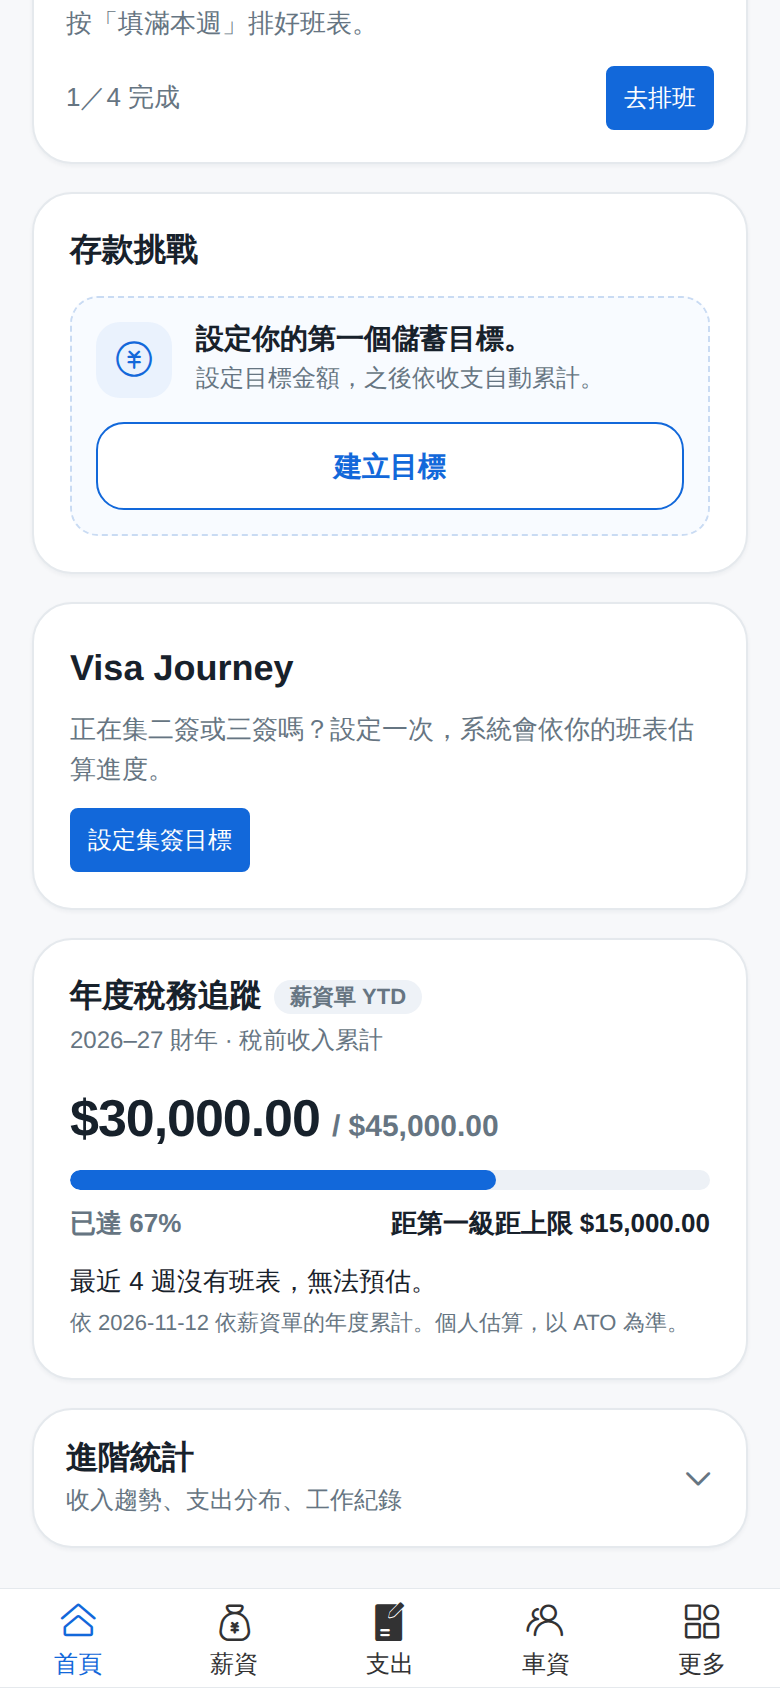 按「填滿本週」排好班表。
1／4 完成
去排班
存款挑戰
設定你的第一個儲蓄目標。
設定目標金額，之後依收支自動累計。
建立目標
Visa Journey
正在集二簽或三簽嗎？設定一次，系統會依你的班表估
算進度。
設定集簽目標
年度稅務追蹤 薪資單 YTD
2026–27 財年 · 稅前收入累計
$30,000.00 / $45,000.00
已達 67% 距第一級距上限 $15,000.00
最近 4 週沒有班表，無法預估。
依 2026-11-12 依薪資單的年度累計。個人估算，以 ATO 為準。
進階統計
收入趨勢、支出分布、工作紀錄
首頁 薪資 支出 車資 更多